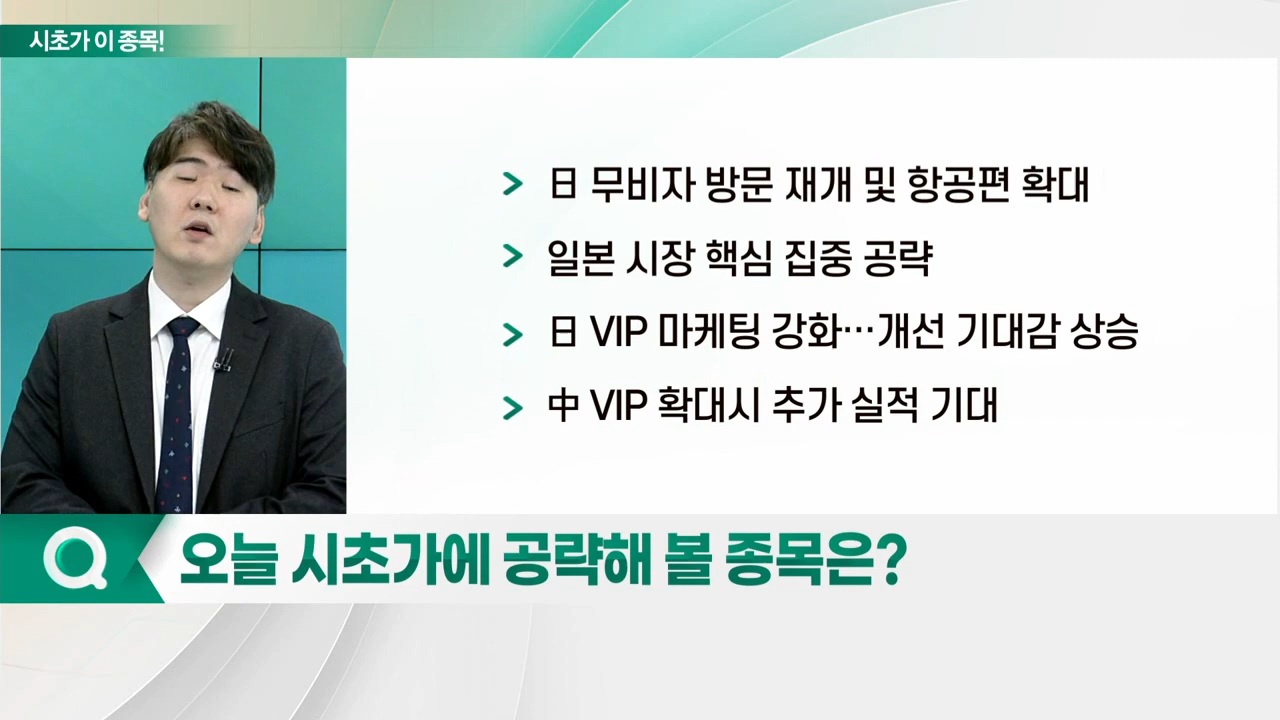 시초가 이 종목!
> 日 무비자 방문 재개 및 항공편 확대
> 일본 시장 핵심 집중 공략
> 日 VIP 마케팅 강화…개선 기대감 상승
> 中 VIP 확대시 추가 실적 기대
오늘 시초가에 공략해 볼 종목은?